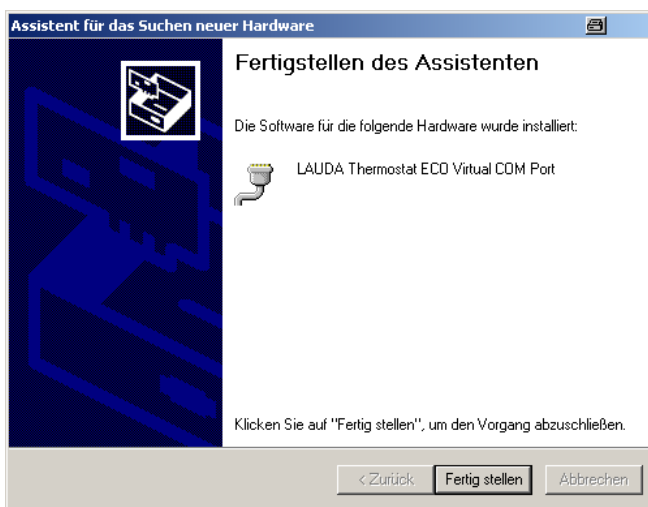 Assistent für das Suchen neuer Hardware
Fertigstellen des Assistenten
Die Software für die folgende Hardware wurde installiert:
LAUDA Thermostat ECO Virtual COM Port
Klicken Sie auf "Fertig stellen", um den Vorgang abzuschließen.
< Zurück Fertig stellen Abbrechen